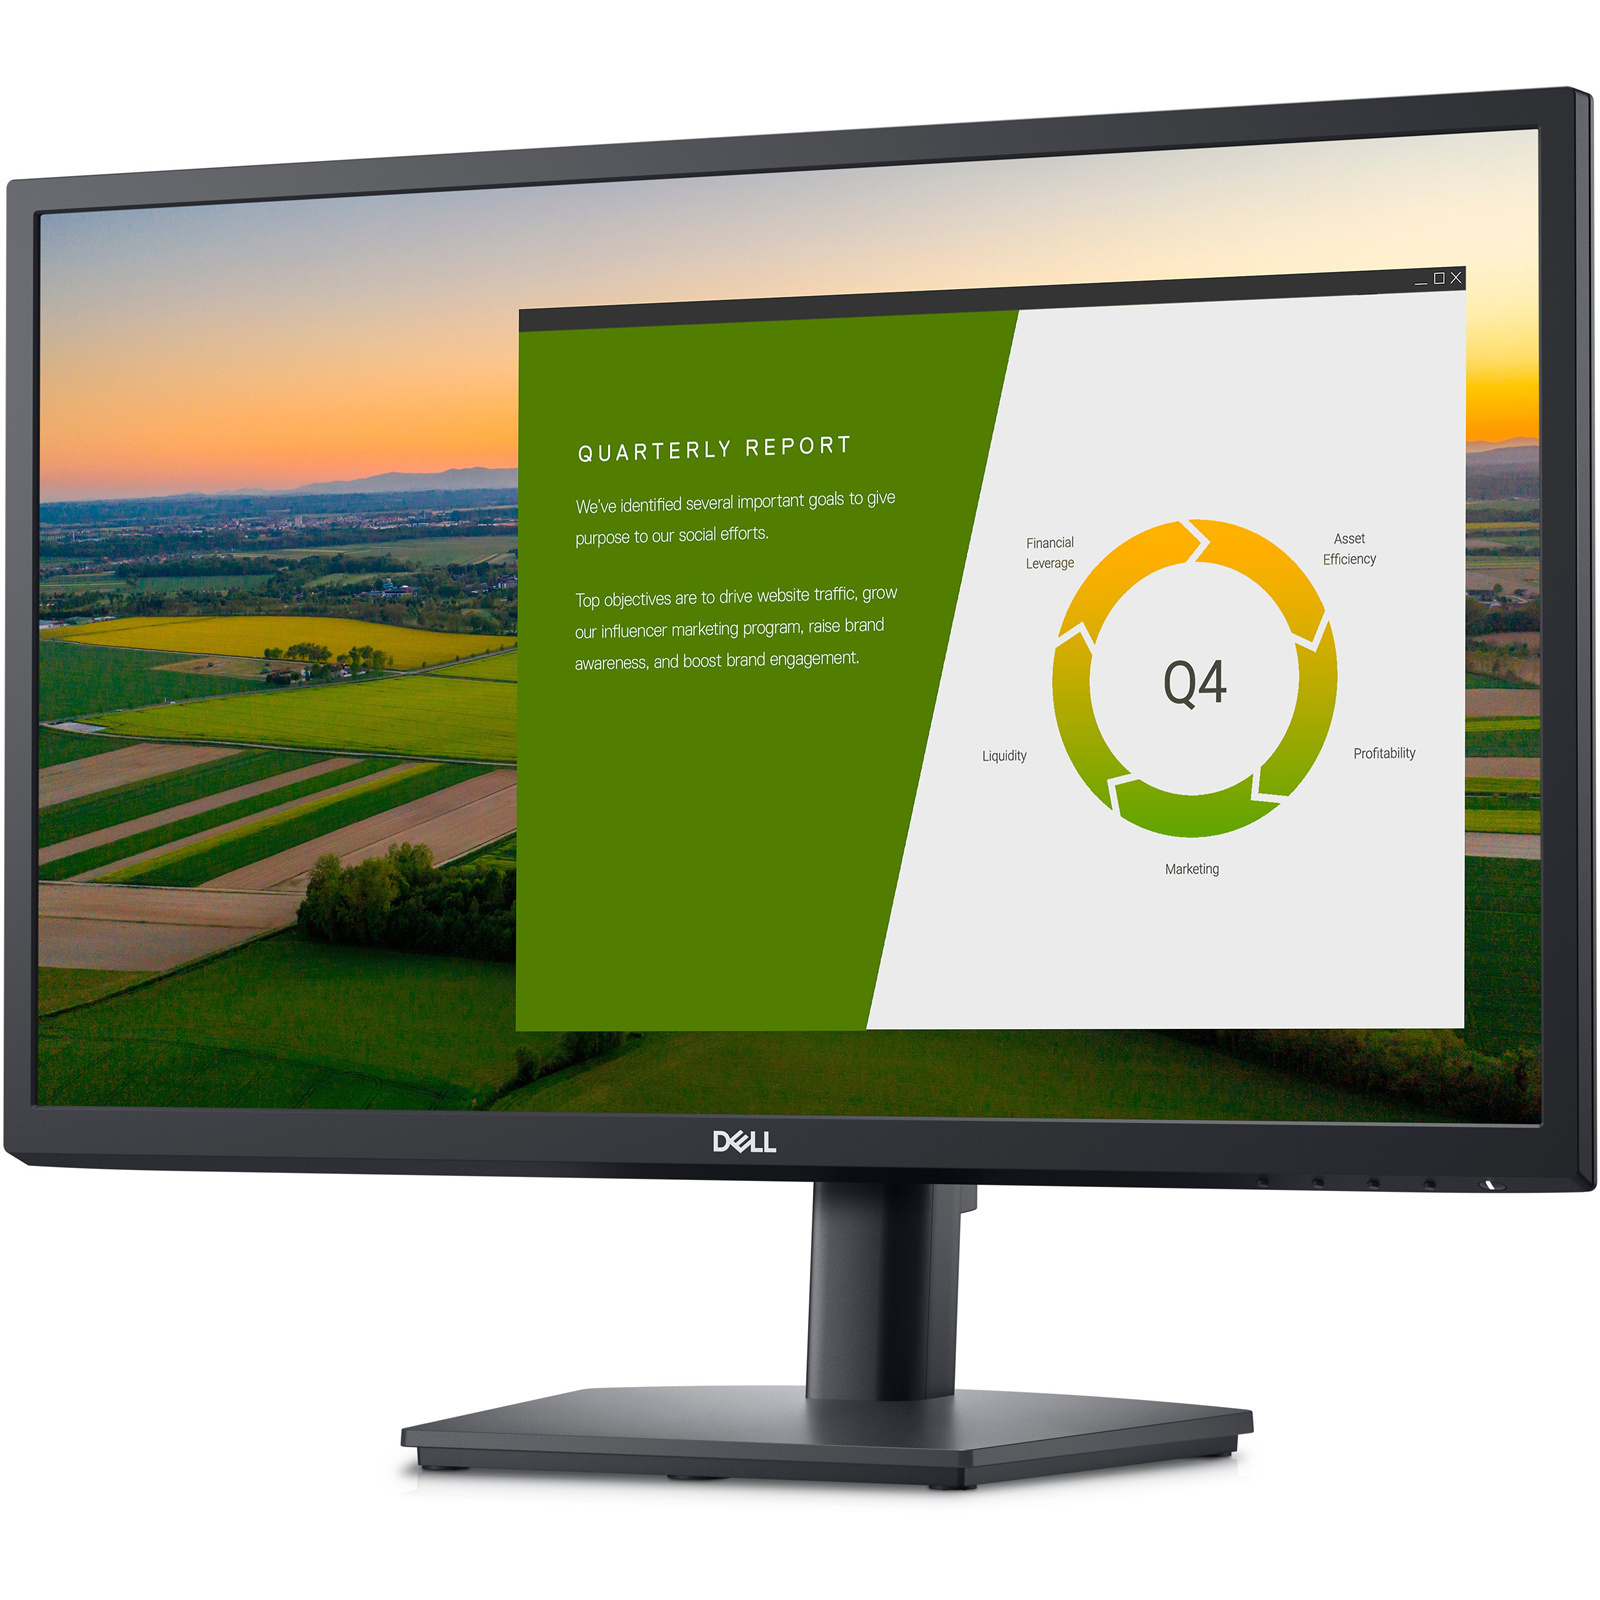 QUARTERLY REPORT
We've identified several important goals to give
purpose to our social efforts.
Top objectives are to drive website traffic, grow
our influencer marketing program, raise brand
awareness, and boost brand engagement.
Financial
Leverage
Asset
Efficiency
Q4
Liquidity
Profitability
Marketing
DELL